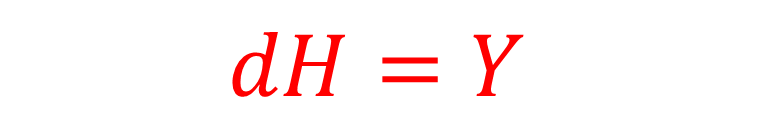 dH = Y